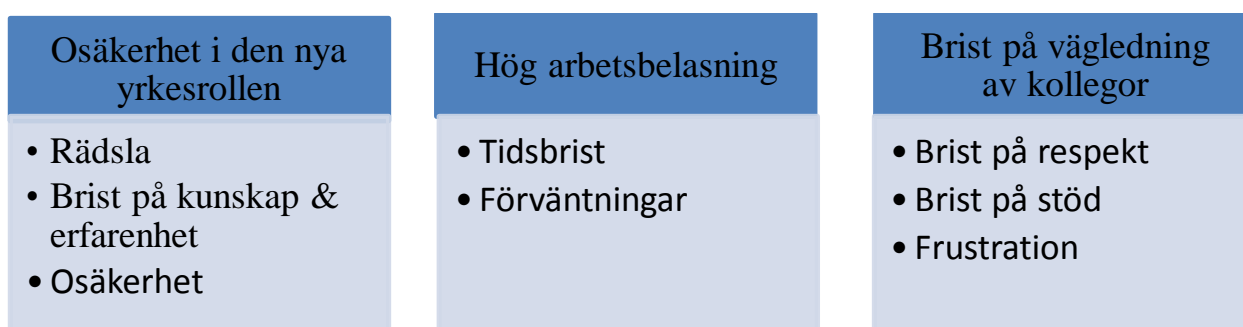 Osäkerhet i den nya
yrkesrollen
• Rädsla
• Brist på kunskap &
erfarenhet
• Osäkerhet
Hög arbetsbelasning
• Tidsbrist
• Förväntningar
Brist på vägledning
av kollegor
• Brist på respekt
• Brist på stöd
• Frustration